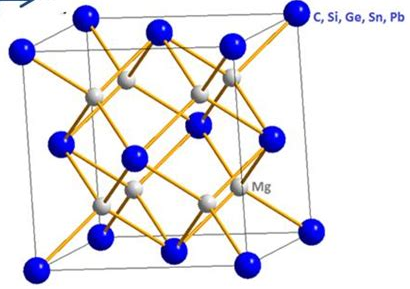 C, Si, Ge, Sn, Pb
Mg